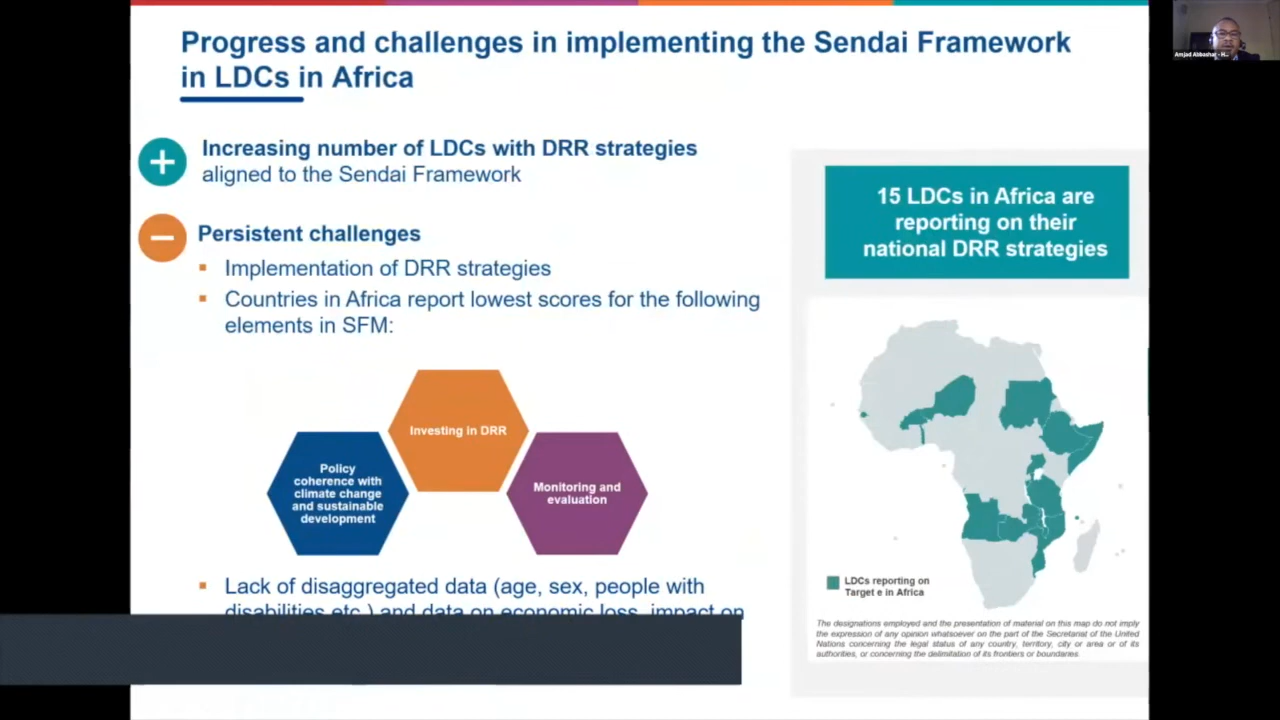 Progress and challenges in implementing the Sendai Framework
in LDCs in Africa
Increasing number of LDCs with DRR strategies
aligned to the Sendai Framework
Persistent challenges
Implementation of DRR strategies
Countries in Africa report lowest scores for the following
elements in SFM:
Investing in DRR
Policy
coherence with
climate change
and sustainable
development
Monitoring and
evaluation
Lack of disaggregated data (age, sex, people with
disabilities etc.) and data on economic loss, impact on
15 LDCs in Africa are
reporting on their
national DRR strategies
LDCs reporting on
Target e in Africa
The designations employed and the presentation of material on this map do not imply
the expression of any opinion whatsoever on the part of the Secretariat of the United
Nations concerning the legal status of any country, territory, city or area or of its
authorities, or concerning the delimitation of its frontiers or boundaries.
Amjad Abbashar - H...